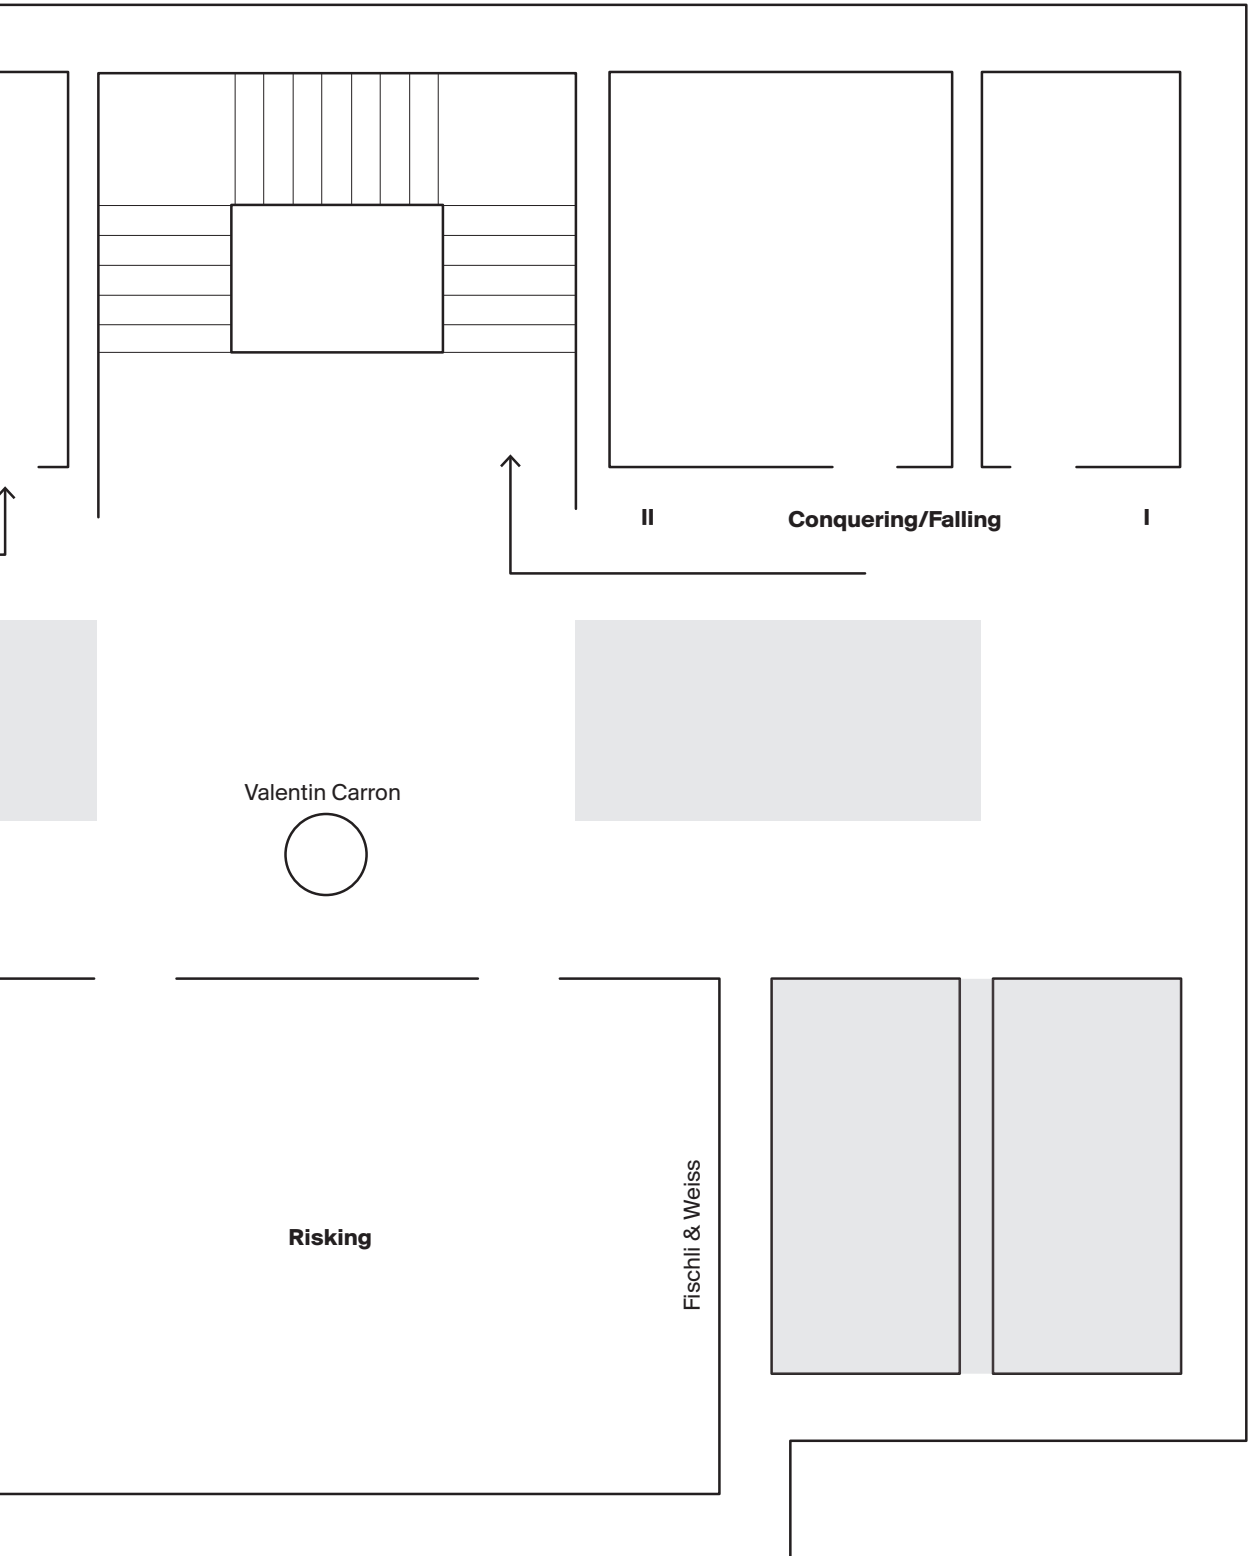 II
Conquering/Falling
I
Valentin Carron
Risking
Fischli & Weiss